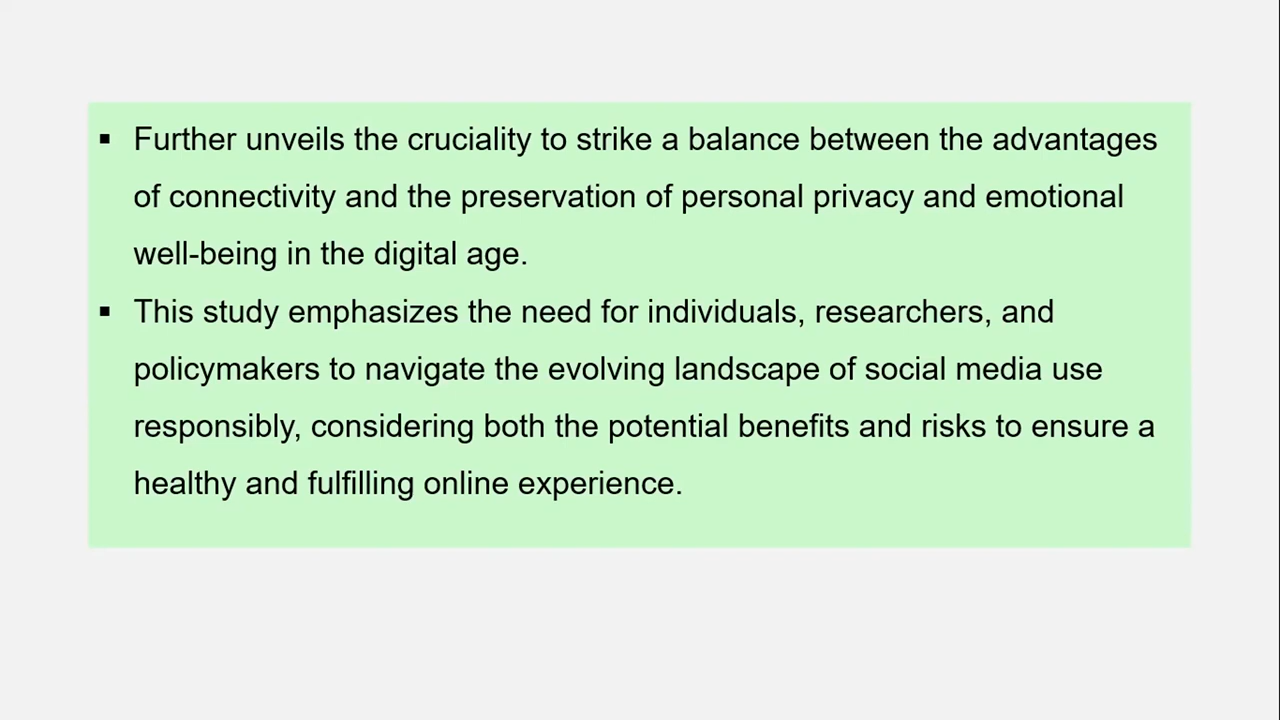 ▪ Further unveils the cruciality to strike a balance between the advantages
of connectivity and the preservation of personal privacy and emotional
well-being in the digital age.
▪ This study emphasizes the need for individuals, researchers, and
policymakers to navigate the evolving landscape of social media use
responsibly, considering both the potential benefits and risks to ensure a
healthy and fulfilling online experience.